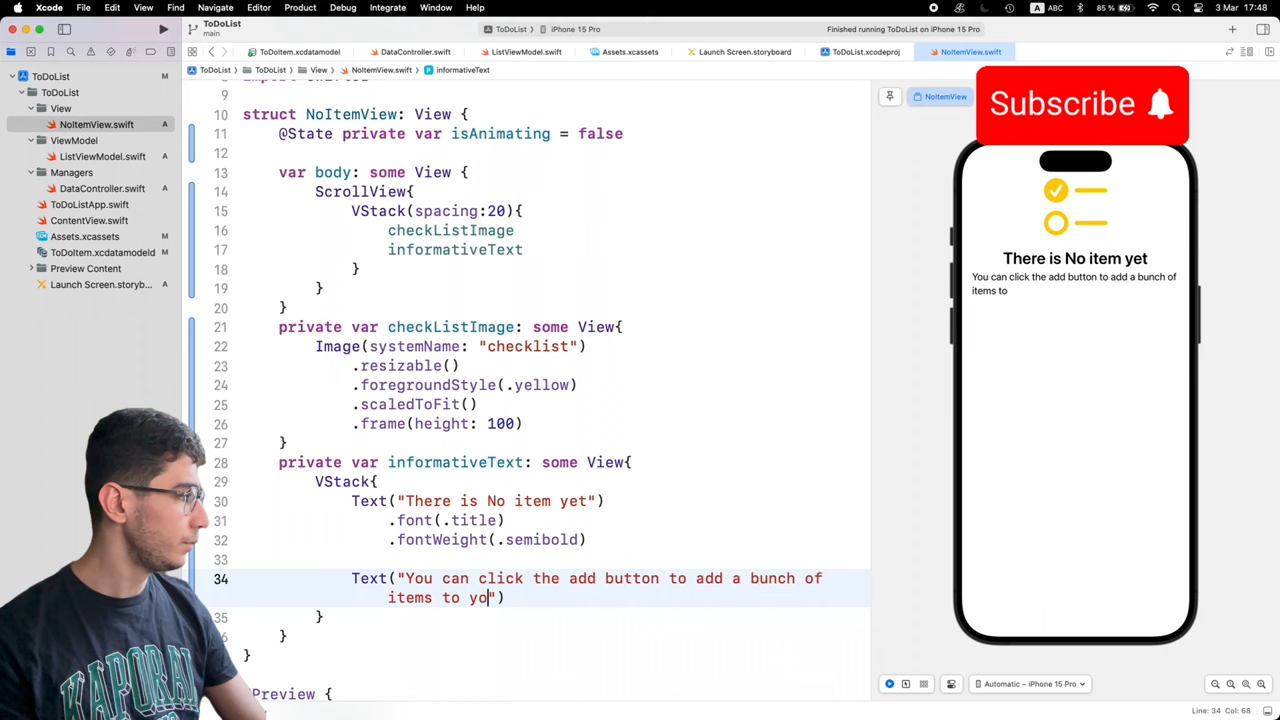 Xcode File Edit View Find Navigate Editor Product Debug Integrate Window Help A ABC 85 % 3 Mar 17:48
ToDoList
main
ToDoList iPhone 15 Pro
Finished running ToDoList on iPhone 15 Pro
ToDoItem.xcdatamodel DataController.swift ListViewModel.swift Assets.xcassets Launch Screen.storyboard ToDoList.xcodeproj NoItemView.swift
ToDoList ToDoList View NoItemView.swift informativeText
ToDoList M
ToDoList
View
NoItemView.swift A
ViewModel
ListViewModel.swift A
Managers
DataController.swift A
ToDoListApp.swift A
ContentView.swift A
Assets.xcassets A
ToDoItem.xcdatamodeld M
Preview Content
Launch Screen.storyb... A
9
10 struct NoItemView: View {
11 @State private var isAnimating = false
12
13 var body: some View {
14 ScrollView{
15 VStack(spacing:20){
16 checkListImage
17 informativeText
18 }
19 }
20 }
21 private var checkListImage: some View{
22 Image(systemName: "checklist")
23 .resizable()
24 .foregroundStyle(.yellow)
25 .scaledToFit()
26 .frame(height: 100)
27 }
28 private var informativeText: some View{
29 VStack{
30 Text("There is No item yet")
31 .font(.title)
32 .fontWeight(.semibold)
33
34 Text("You can click the add button to add a bunch of
items to yo")
35 }
}
}
Preview {
NoItemView
Subscribe
There is No item yet
You can click the add button to add a bunch of
items to
Automatic – iPhone 15 Pro
Line: 34 Col: 68